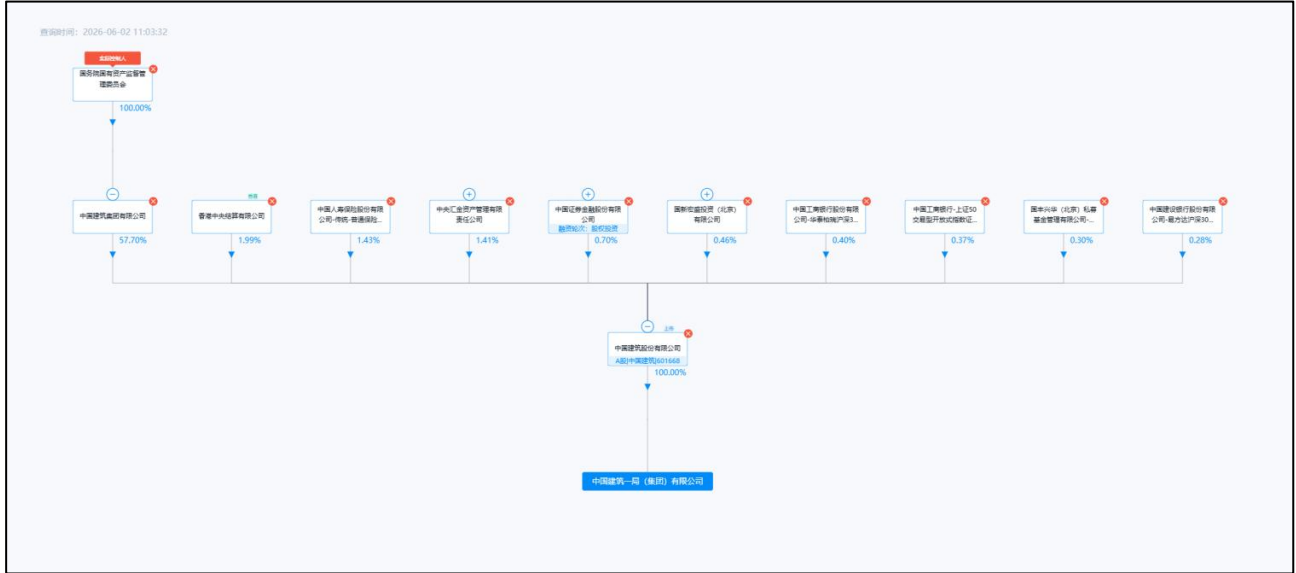 查询时间：2026-06-02 11:03:32
实际控制人
国务院国有资产监督管
理委员会
100.00%
中国建筑集团有限公司
57.70%
香港中央结算有限公司
1.99%
中国人寿保险股份有限
公司-传统-普通保险...
1.43%
中央汇金资产管理有限
责任公司
1.41%
中国证券金融股份有限
公司
融资轮次：股权投资
0.70%
国新宏盛投资（北京）
有限公司
0.46%
中国工商银行股份有限
公司-华泰柏瑞沪深3...
0.40%
中国工商银行-上证50
交易型开放式指数证...
0.37%
国丰兴华（北京）私募
基金管理有限公司-...
0.30%
中国建设银行股份有限
公司-易方达沪深30...
0.28%
上市
中国建筑股份有限公司
A股|中国建筑|601668
100.00%
中国建筑一局（集团）有限公司